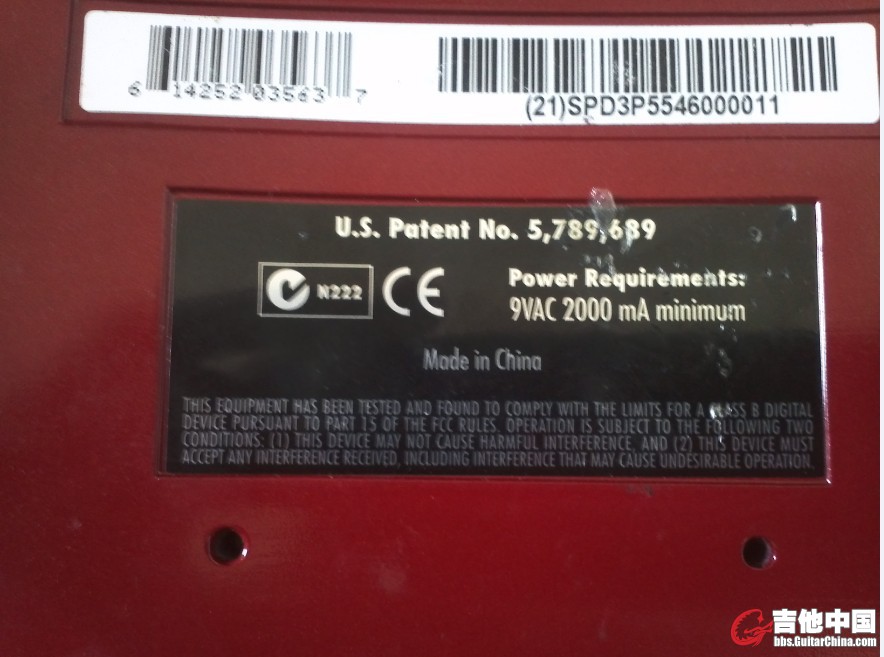 6 14252 03563 7
(21)SPD3P5546000011
U.S. Patent No. 5,789,689
N222 CE
Power Requirements:
9VAC 2000 mA minimum
Made in China
THIS EQUIPMENT HAS BEEN TESTED AND FOUND TO COMPLY WITH THE LIMITS FOR A CLASS B DIGITAL
DEVICE PURSUANT TO PART 15 OF THE FCC RULES. OPERATION IS SUBJECT TO THE FOLLOWING TWO
CONDITIONS: (1) THIS DEVICE MAY NOT CAUSE HARMFUL INTERFERENCE, AND (2) THIS DEVICE MUST
ACCEPT ANY INTERFERENCE RECEIVED, INCLUDING INTERFERENCE THAT MAY CAUSE UNDESIRABLE OPERATION.
吉他中国
bbs.GuitarChina.com